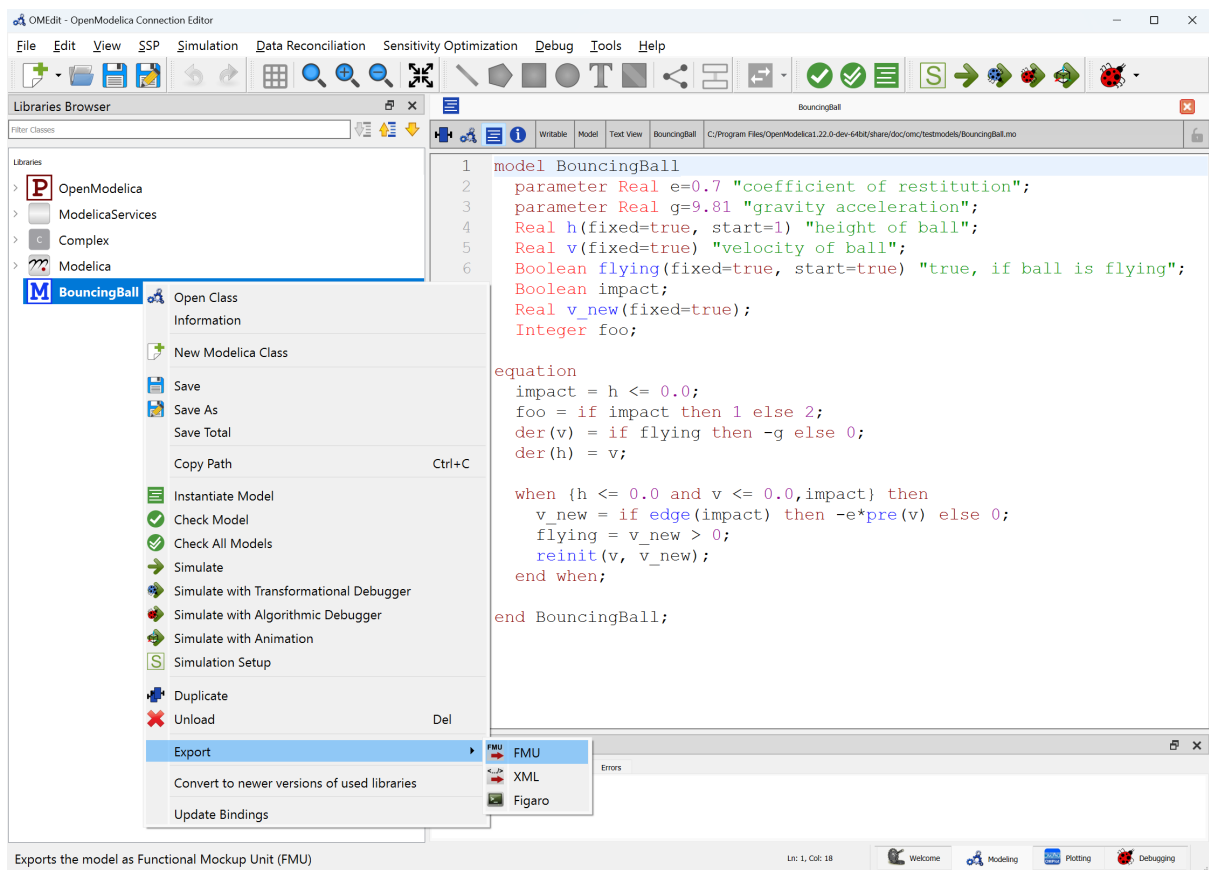 OMEdit - OpenModelica Connection Editor
File Edit View SSP Simulation Data Reconciliation Sensitivity Optimization Debug Tools Help
Libraries Browser
BouncingBall
Filter Classes
Writable Model Text View BouncingBall C:/Program Files/OpenModelica1.22.0-dev-64bit/share/doc/omc/testmodels/BouncingBall.mo
Libraries
P OpenModelica
ModelicaServices
C Complex
Modelica
M BouncingBall
1 model BouncingBall
2 parameter Real e=0.7 "coefficient of restitution";
3 parameter Real g=9.81 "gravity acceleration";
4 Real h(fixed=true, start=1) "height of ball";
5 Real v(fixed=true) "velocity of ball";
6 Boolean flying(fixed=true, start=true) "true, if ball is flying";
Boolean impact;
Real v_new(fixed=true);
Integer foo;
equation
impact = h <= 0.0;
foo = if impact then 1 else 2;
der(v) = if flying then -g else 0;
der(h) = v;
when {h <= 0.0 and v <= 0.0,impact} then
v_new = if edge(impact) then -e*pre(v) else 0;
flying = v_new > 0;
reinit(v, v_new);
end when;
end BouncingBall;
Open Class
Information
New Modelica Class
Save
Save As
Save Total
Copy Path Ctrl+C
Instantiate Model
Check Model
Check All Models
Simulate
Simulate with Transformational Debugger
Simulate with Algorithmic Debugger
Simulate with Animation
S Simulation Setup
Duplicate
Unload Del
Export
Convert to newer versions of used libraries
Update Bindings
FMU FMU
XML
Figaro
Errors
Exports the model as Functional Mockup Unit (FMU)
Ln: 1, Col: 18
Welcome Modeling Plotting Debugging